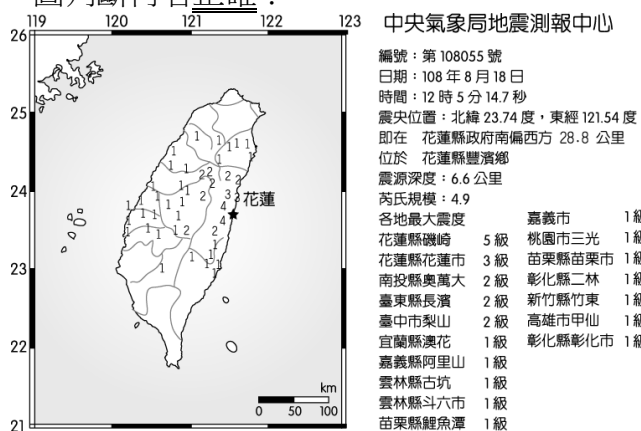 圖判斷何者正確？
119 120 121 122 123
26
25
24
23
22
21
花蓮
km
0 50 100
中央氣象局地震測報中心
編號：第 108055 號
日期：108 年 8 月 18 日
時間：12 時 5 分 14.7 秒
震央位置：北緯 23.74 度，東經 121.54 度
即在 花蓮縣政府南偏西方 28.8 公里
位於 花蓮縣豐濱鄉
震源深度：6.6 公里
芮氏規模：4.9
各地最大震度 嘉義市 1級
花蓮縣磯崎 5級 桃園市三光 1級
花蓮縣花蓮市 3級 苗栗縣苗栗市 1級
南投縣奧萬大 2級 彰化縣二林 1級
臺東縣長濱 2級 新竹縣竹東 1級
臺中市梨山 2級 高雄市甲仙 1級
宜蘭縣澳花 1級 彰化縣彰化市 1級
嘉義縣阿里山 1級
雲林縣古坑 1級
雲林縣斗六市 1級
苗栗縣鯉魚潭 1級